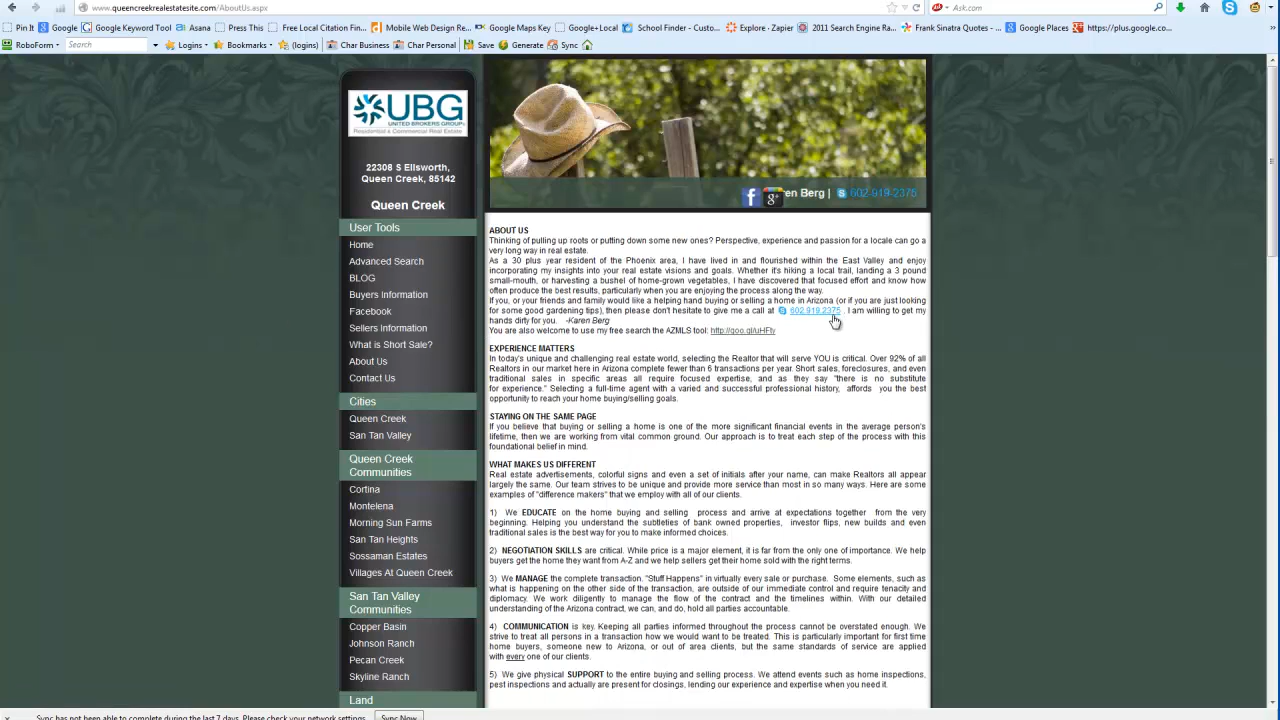 www.queencreekrealestatesite.com/AboutUs.aspx
Ask.com
Pin It Google Google Keyword Tool Asana Press This Free Local Citation Fin... Mobile Web Design Re... Google Maps Key Google+Local School Finder - Custo... Explore · Zapier 2011 Search Engine Ra... Frank Sinatra Quotes - ... Google Places https://plus.google.co...
RoboForm Search Logins Bookmarks (logins) Char Business Char Personal Save Generate Sync
UBG
UNITED BROKERS GROUP
Residential & Commercial Real Estate
22308 S Ellsworth,
Queen Creek, 85142
Queen Creek
User Tools
Home
Advanced Search
BLOG
Buyers Information
Facebook
Sellers Information
What is Short Sale?
About Us
Contact Us
Cities
Queen Creek
San Tan Valley
Queen Creek
Communities
Cortina
Montelena
Morning Sun Farms
San Tan Heights
Sossaman Estates
Villages At Queen Creek
San Tan Valley
Communities
Copper Basin
Johnson Ranch
Pecan Creek
Skyline Ranch
Land
ren Berg | 602-919-2375
ABOUT US
Thinking of pulling up roots or putting down some new ones? Perspective, experience and passion for a locale can go a
very long way in real estate.
As a 30 plus year resident of the Phoenix area, I have lived in and flourished within the East Valley and enjoy
incorporating my insights into your real estate visions and goals. Whether it's hiking a local trail, landing a 3 pound
small-mouth, or harvesting a bushel of home-grown vegetables, I have discovered that focused effort and know how
often produce the best results, particularly when you are enjoying the process along the way.
If you, or your friends and family would like a helping hand buying or selling a home in Arizona (or if you are just looking
for some good gardening tips), then please don't hesitate to give me a call at 602.919.2375 . I am willing to get my
hands dirty for you. -Karen Berg
You are also welcome to use my free search the AZMLS tool: http://goo.gl/uHFty
EXPERIENCE MATTERS
In today's unique and challenging real estate world, selecting the Realtor that will serve YOU is critical. Over 92% of all
Realtors in our market here in Arizona complete fewer than 6 transactions per year. Short sales, foreclosures, and even
traditional sales in specific areas all require focused expertise, and as they say "there is no substitute
for experience." Selecting a full-time agent with a varied and successful professional history, affords you the best
opportunity to reach your home buying/selling goals.
STAYING ON THE SAME PAGE
If you believe that buying or selling a home is one of the more significant financial events in the average person's
lifetime, then we are working from vital common ground. Our approach is to treat each step of the process with this
foundational belief in mind.
WHAT MAKES US DIFFERENT
Real estate advertisements, colorful signs and even a set of initials after your name, can make Realtors all appear
largely the same. Our team strives to be unique and provide more service than most in so many ways. Here are some
examples of "difference makers" that we employ with all of our clients.
1) We EDUCATE on the home buying and selling process and arrive at expectations together from the very
beginning. Helping you understand the subtleties of bank owned properties, investor flips, new builds and even
traditional sales is the best way for you to make informed choices.
2) NEGOTIATION SKILLS are critical. While price is a major element, it is far from the only one of importance. We help
buyers get the home they want from A-Z and we help sellers get their home sold with the right terms.
3) We MANAGE the complete transaction. "Stuff Happens" in virtually every sale or purchase. Some elements, such as
what is happening on the other side of the transaction, are outside of our immediate control and require tenacity and
diplomacy. We work diligently to manage the flow of the contract and the timelines within. With our detailed
understanding of the Arizona contract, we can, and do, hold all parties accountable.
4) COMMUNICATION is key. Keeping all parties informed throughout the process cannot be overstated enough. We
strive to treat all persons in a transaction how we would want to be treated. This is particularly important for first time
home buyers, someone new to Arizona, or out of area clients, but the same standards of service are applied
with every one of our clients.
5) We give physical SUPPORT to the entire buying and selling process. We attend events such as home inspections,
pest inspections and actually are present for closings, lending our experience and expertise when you need it.
Sync has not been able to complete during the last 7 days. Please check your network settings. Sync Now